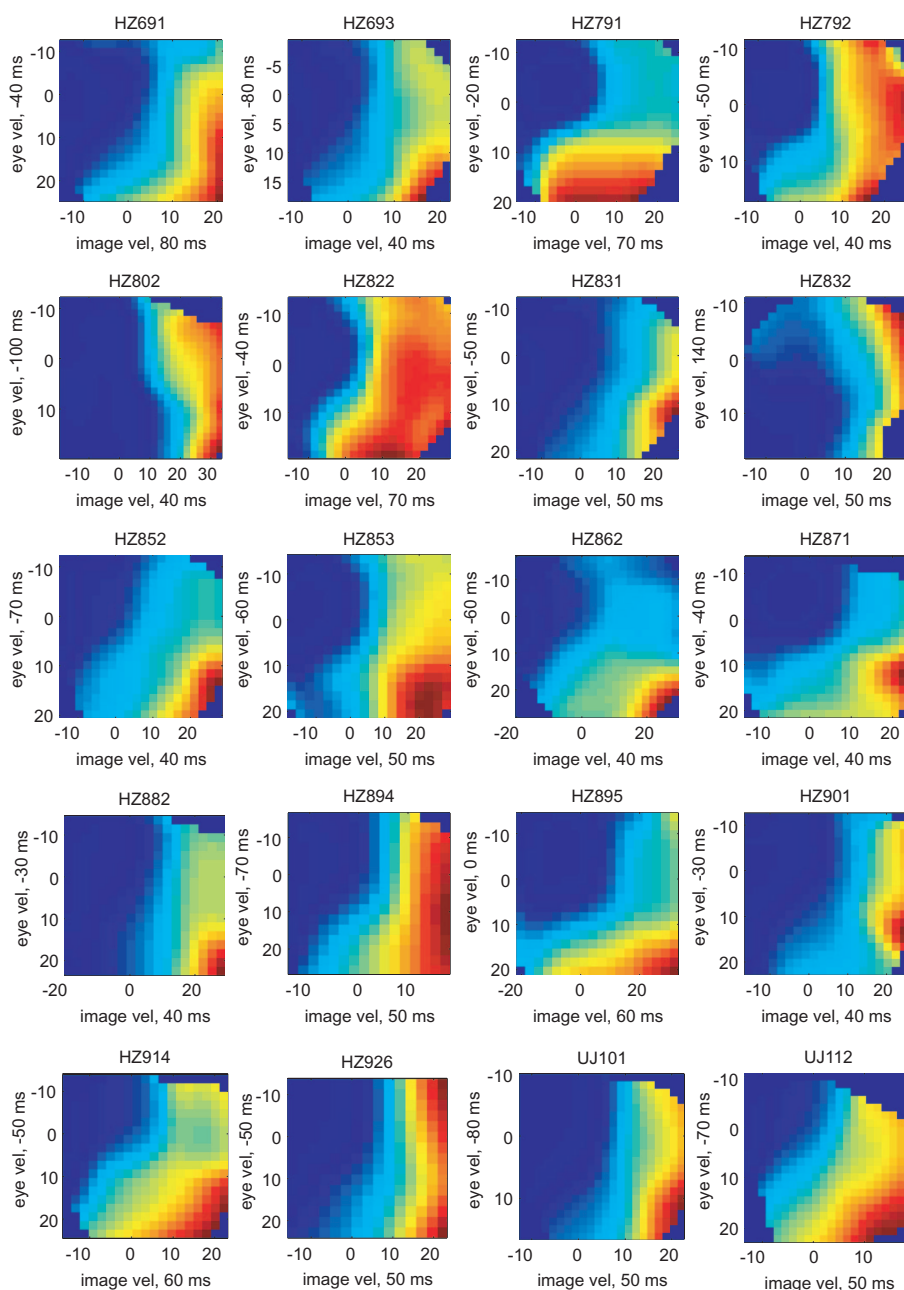 HZ691 HZ693 HZ791 HZ792
eye vel, -40 ms eye vel, -80 ms eye vel, -20 ms eye vel, -50 ms
-10 -5 -10 -10
0 0 0 0
10 5 10 10
20 10 20
15
-10 0 10 20 -10 0 10 20 -10 0 10 20 -10 0 10 20
image vel, 80 ms image vel, 40 ms image vel, 70 ms image vel, 40 ms
HZ802 HZ822 HZ831 HZ832
eye vel, -100 ms eye vel, -40 ms eye vel, -50 ms eye vel, 140 ms
-10 -10 -10 -10
0 0 0 0
10 10 10 10
20 20
-10 0 10 20 30 -10 0 10 20 -10 0 10 20 -10 0 10 20
image vel, 40 ms image vel, 70 ms image vel, 50 ms image vel, 50 ms
HZ852 HZ853 HZ862 HZ871
eye vel, -70 ms eye vel, -60 ms eye vel, -60 ms eye vel, -40 ms
-10 -10 -10 -10
0 0 0 0
10 10 10 10
20 20 20 20
-10 0 10 20 -10 0 10 20 -20 0 20 -10 0 10 20
image vel, 40 ms image vel, 50 ms image vel, 40 ms image vel, 40 ms
HZ882 HZ894 HZ895 HZ901
eye vel, -30 ms eye vel, -70 ms eye vel, 0 ms eye vel, -30 ms
-10 -10 -10 -10
0 0 0 0
10 10 10 10
20 20 20 20
-20 0 20 -10 0 10 -20 0 20 -10 0 10 20
image vel, 40 ms image vel, 50 ms image vel, 60 ms image vel, 40 ms
HZ914 HZ926 UJ101 UJ112
eye vel, -50 ms eye vel, -50 ms eye vel, -80 ms eye vel, -70 ms
-10 -10 -10 -10
0 0 0 0
10 10 10 10
20 20 20
-10 0 10 20 -10 0 10 20 -10 0 10 20 -10 0 10
image vel, 60 ms image vel, 50 ms image vel, 50 ms image vel, 50 ms